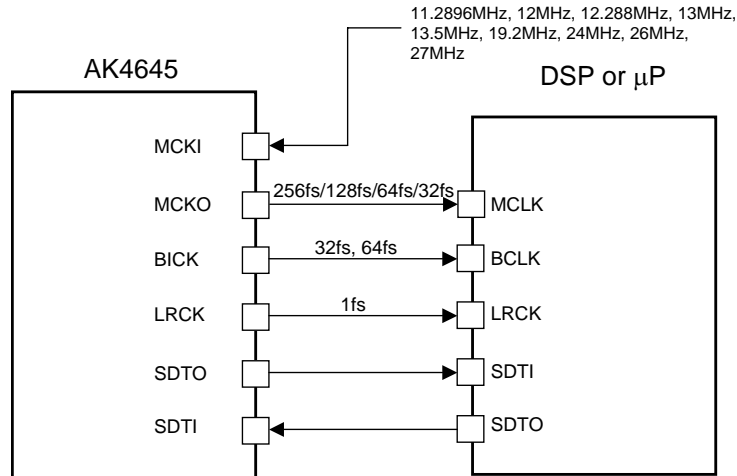 11.2896MHz, 12MHz, 12.288MHz, 13MHz,
13.5MHz, 19.2MHz, 24MHz, 26MHz,
27MHz
AK4645
DSP or μP
MCKI
MCKO
256fs/128fs/64fs/32fs
MCLK
BICK
32fs, 64fs
BCLK
LRCK
1fs
LRCK
SDTO
SDTI
SDTI
SDTO